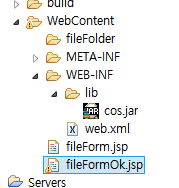 build
WebContent
fileFolder
META-INF
WEB-INF
lib
JAR
cos.jar
web.xml
fileForm.jsp
fileFormOk.jsp
Servers